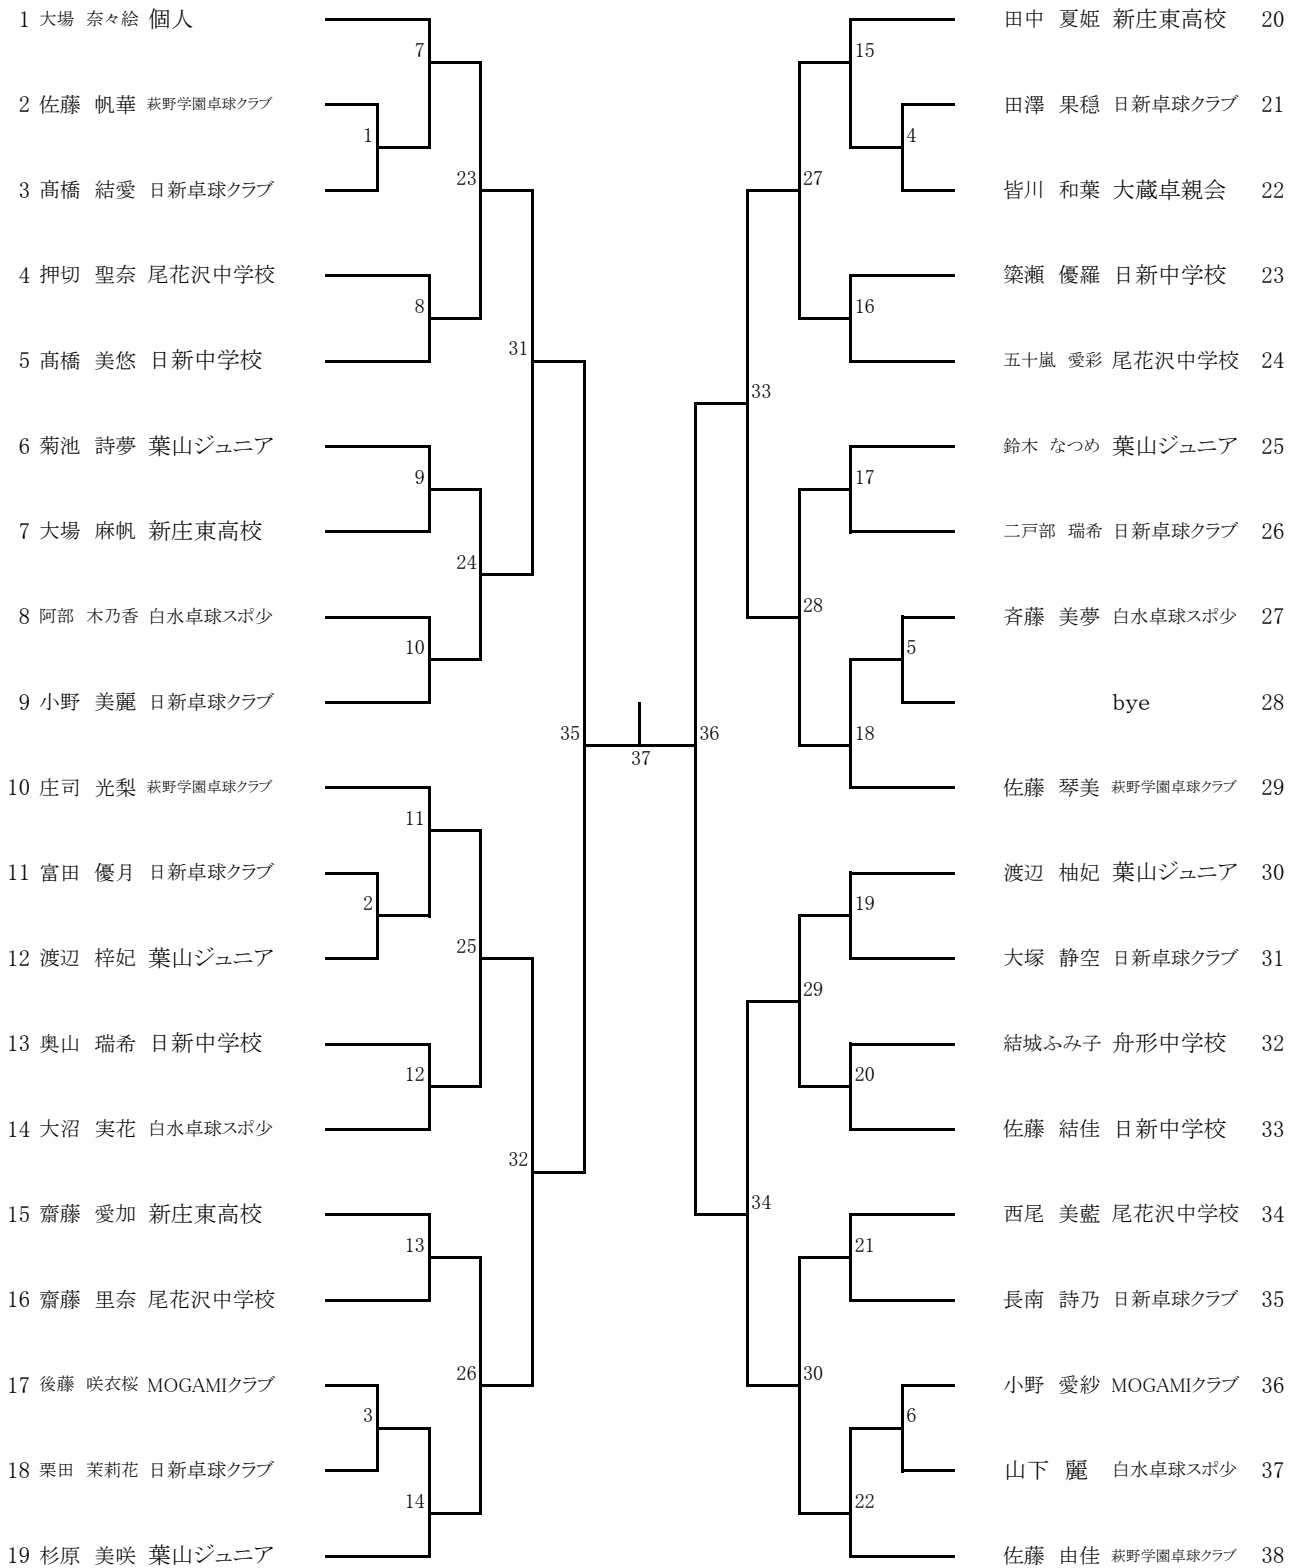 1 大場 奈々絵 個人
2 佐藤 帆華 萩野学園卓球クラブ
3 髙橋 結愛 日新卓球クラブ
4 押切 聖奈 尾花沢中学校
5 髙橋 美悠 日新中学校
6 菊池 詩夢 葉山ジュニア
7 大場 麻帆 新庄東高校
8 阿部 木乃香 白水卓球スポ少
9 小野 美麗 日新卓球クラブ
10 庄司 光梨 萩野学園卓球クラブ
11 富田 優月 日新卓球クラブ
12 渡辺 梓妃 葉山ジュニア
13 奥山 瑞希 日新中学校
14 大沼 実花 白水卓球スポ少
15 齋藤 愛加 新庄東高校
16 齋藤 里奈 尾花沢中学校
17 後藤 咲衣桜 MOGAMIクラブ
18 栗田 茉莉花 日新卓球クラブ
19 杉原 美咲 葉山ジュニア
7
1
23
8
31
9
24
10
35
11
2
25
12
32
13
26
3
14
37
15
4
27
16
33
17
28
5
36
18
19
29
20
34
21
30
6
22
田中 夏姫 新庄東高校 20
田澤 果穏 日新卓球クラブ 21
皆川 和葉 大蔵卓親会 22
簗瀬 優羅 日新中学校 23
五十嵐 愛彩 尾花沢中学校 24
鈴木 なつめ 葉山ジュニア 25
二戸部 瑞希 日新卓球クラブ 26
斉藤 美夢 白水卓球スポ少 27
bye 28
佐藤 琴美 萩野学園卓球クラブ 29
渡辺 柚妃 葉山ジュニア 30
大塚 静空 日新卓球クラブ 31
結城ふみ子 舟形中学校 32
佐藤 結佳 日新中学校 33
西尾 美藍 尾花沢中学校 34
長南 詩乃 日新卓球クラブ 35
小野 愛紗 MOGAMIクラブ 36
山下 麗 白水卓球スポ少 37
佐藤 由佳 萩野学園卓球クラブ 38